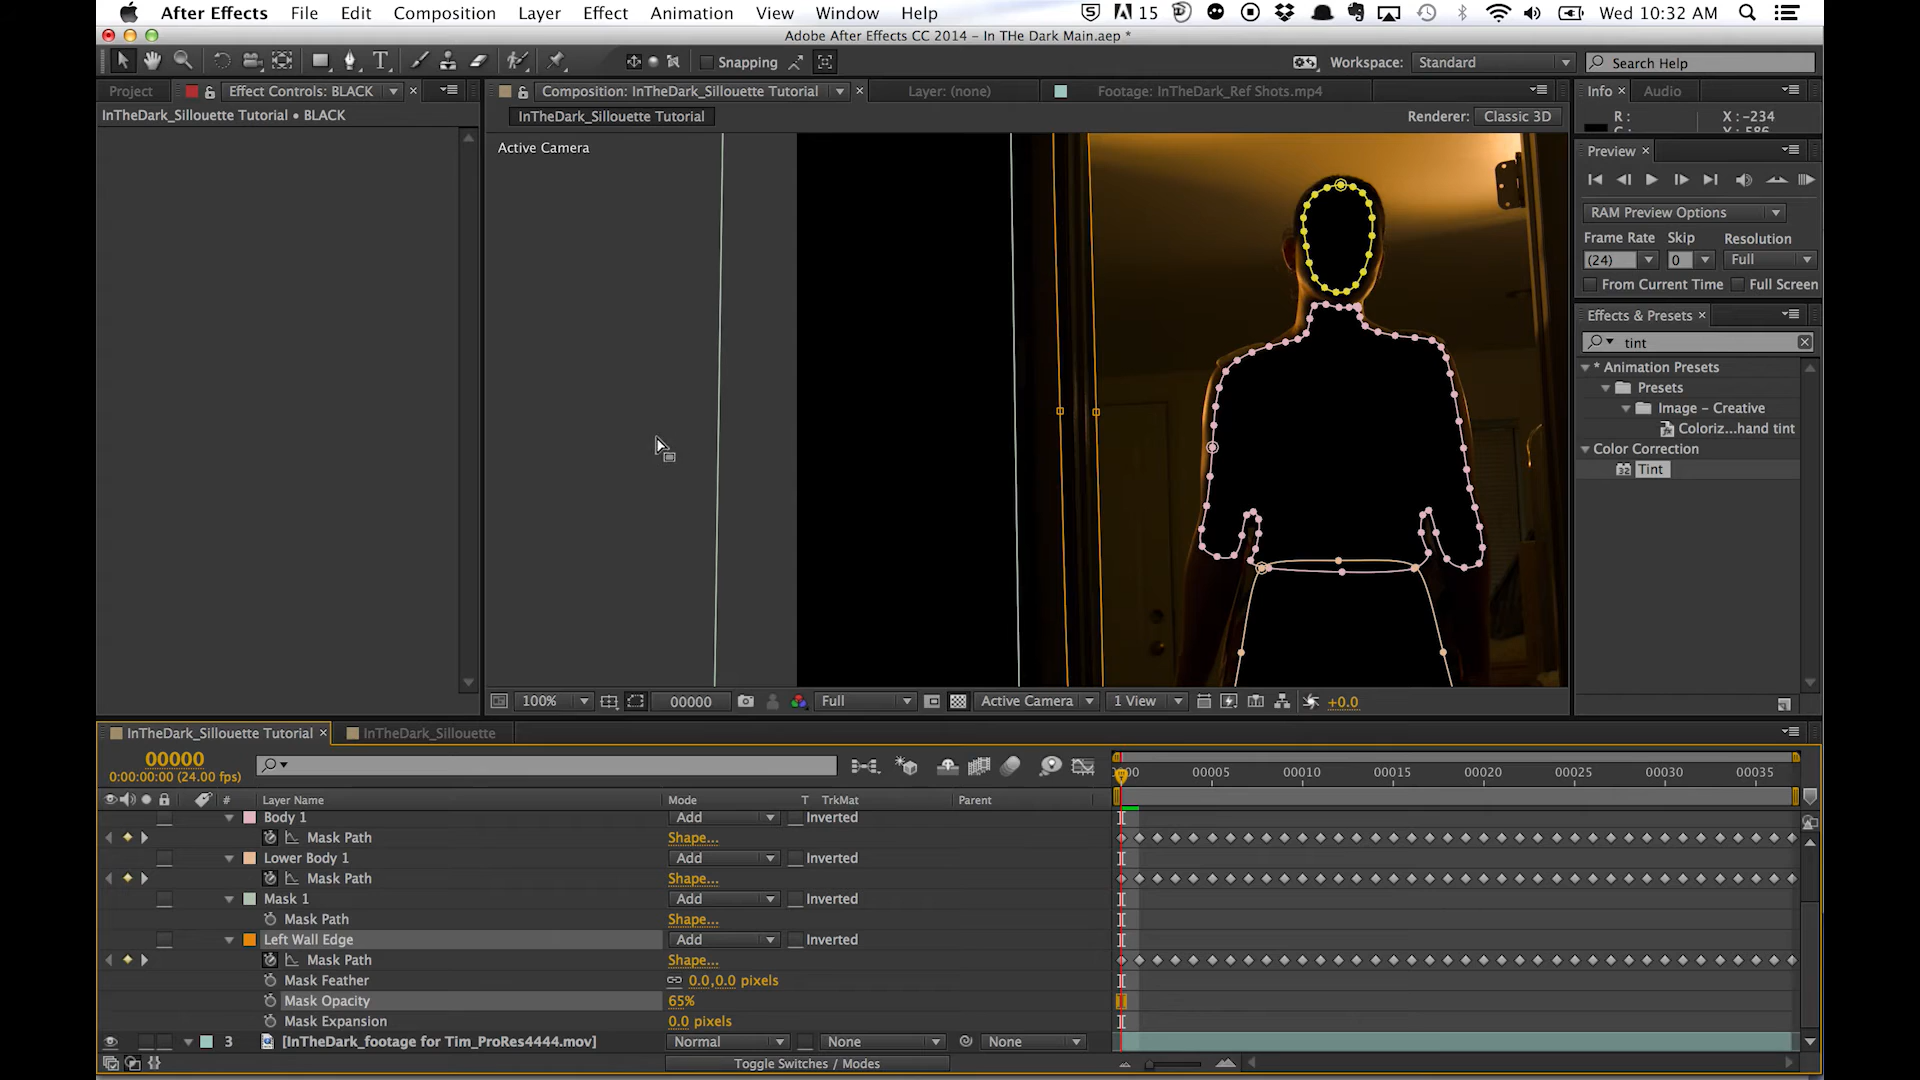 After Effects File Edit Composition Layer Effect Animation View Window Help 15 Wed 10:32 AM
Adobe After Effects CC 2014 – In THe Dark Main.aep *
Snapping Workspace: Standard Search Help
Project Effect Controls: BLACK Composition: InTheDark_Sillouette Tutorial Layer: (none) Footage: InTheDark_Ref Shots.mp4 Info Audio
InTheDark_Sillouette Tutorial • BLACK InTheDark_Sillouette Tutorial Renderer: Classic 3D R: X : -234
Active Camera
Preview
RAM Preview Options
Frame Rate Skip Resolution
(24) 0 Full
From Current Time Full Screen
Effects & Presets
tint
* Animation Presets
Presets
Image – Creative
Coloriz...hand tint
Color Correction
Tint
100% 00000 Full Active Camera 1 View +0.0
InTheDark_Sillouette Tutorial InTheDark_Sillouette
00000
0:00:00:00 (24.00 fps)
00005 00010 00015 00020 00025 00030 00035
# Layer Name Mode T TrkMat Parent
Body 1 Add Inverted
Mask Path Shape...
Lower Body 1 Add Inverted
Mask Path Shape...
Mask 1 Add Inverted
Mask Path Shape...
Left Wall Edge Add Inverted
Mask Path Shape...
Mask Feather 0.0,0.0 pixels
Mask Opacity 65%
Mask Expansion 0.0 pixels
3 [InTheDark_footage for Tim_ProRes4444.mov] Normal None None
Toggle Switches / Modes